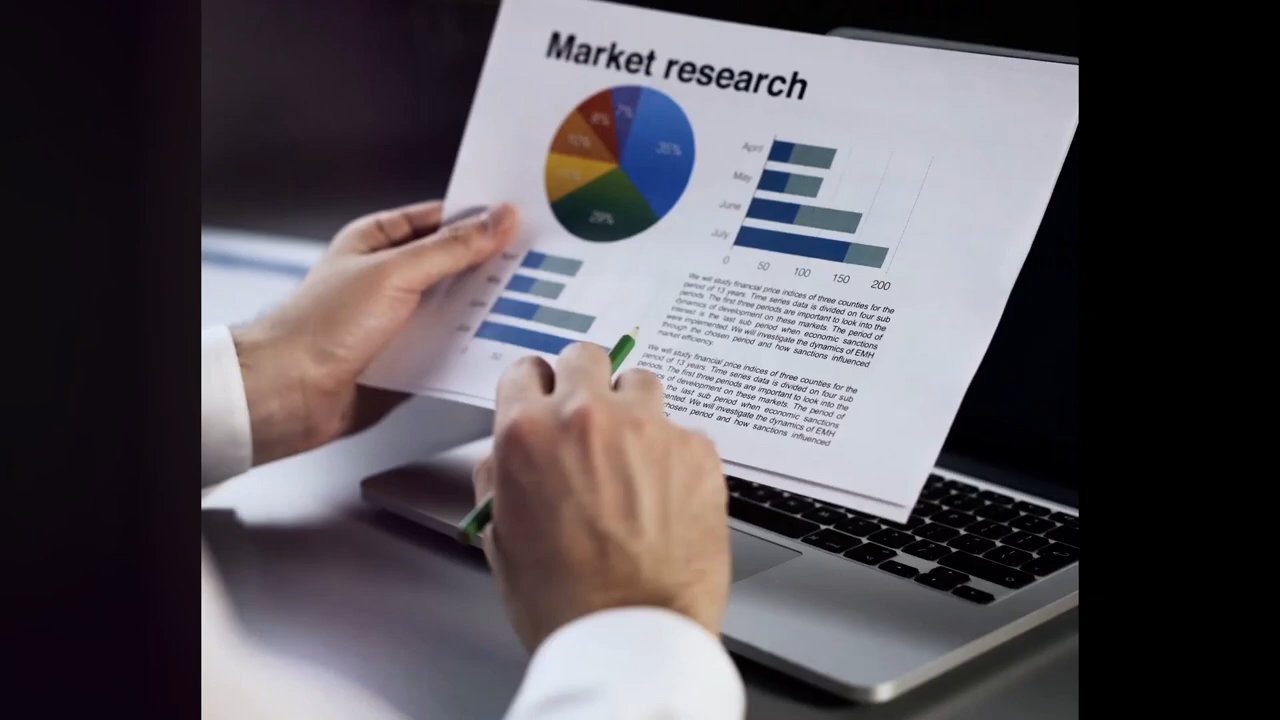 Market research
7%
8%
35%
10%
29%
April
May
June
July
0 50 100 150 200
We will study financial price indices of three counties for the
period of 13 years. Time series data is divided on four sub
periods. The first three periods are important to look into the
dynamics of development on these markets. The period of
interest is the last sub period when economic sanctions
were implemented. We will investigate the dynamics of EMH
through the chosen period and how sanctions influenced
market efficiency.
50
We will study financial price indices of three counties for the
period of 13 years. Time series data is divided on four sub
periods. The first three periods are important to look into the
of development on these markets. The period of
the last sub period when economic sanctions
We will investigate the dynamics of EMH
chosen period and how sanctions influenced